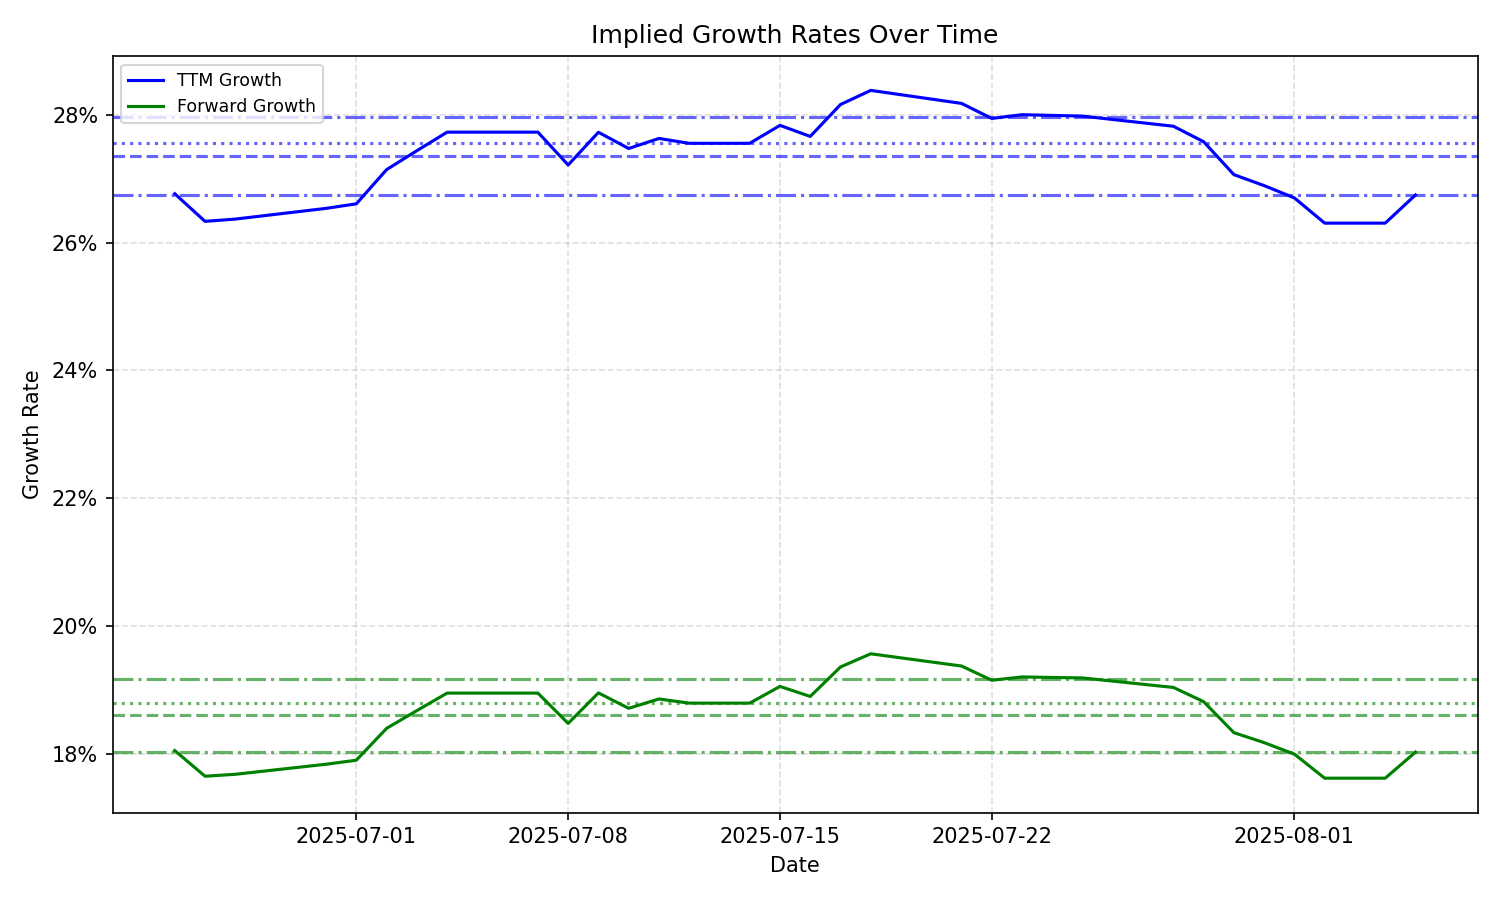 Implied Growth Rates Over Time
TTM Growth
Forward Growth
28%
26%
24%
22%
20%
18%
Growth Rate
2025-07-01
2025-07-08
2025-07-15
2025-07-22
2025-08-01
Date